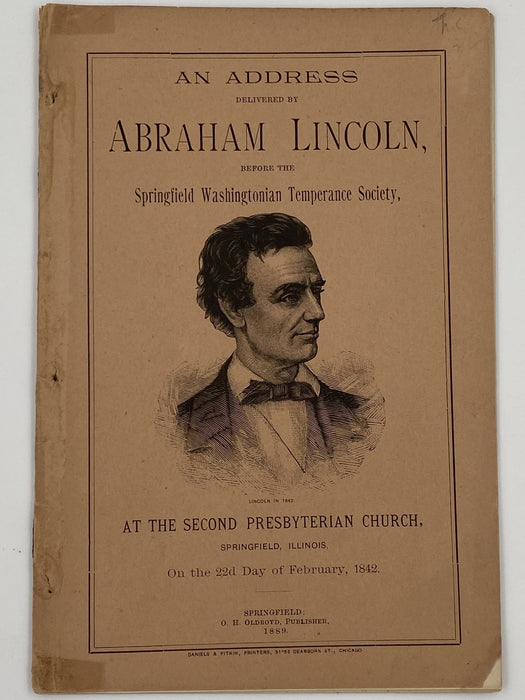 AN ADDRESS
DELIVERED BY
ABRAHAM LINCOLN,
BEFORE THE
Springfield Washingtonian Temperance Society,
LINCOLN IN 1842.
AT THE SECOND PRESBYTERIAN CHURCH,
SPRINGFIELD, ILLINOIS,
On the 22d Day of February, 1842.
SPRINGFIELD:
O. H. OLDROYD, PUBLISHER,
1889.
DANIELS & PITKIN, PRINTERS, DEARBORN ST., CHICAGO